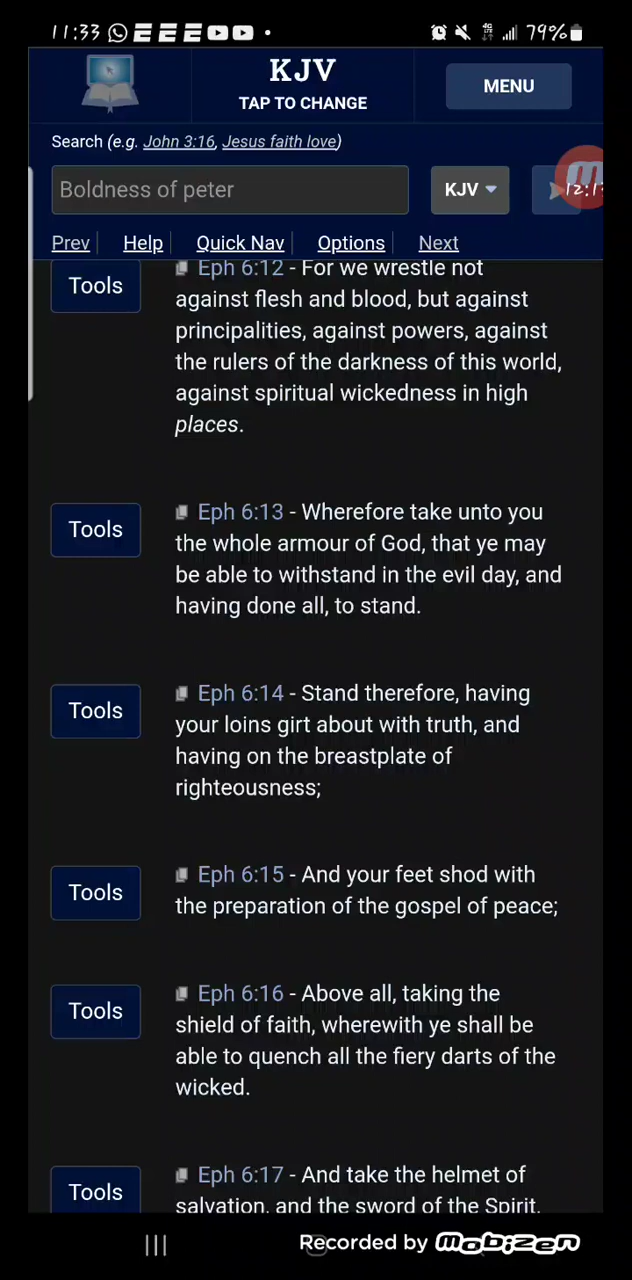 11:33 79%
KJV
TAP TO CHANGE
MENU
Search (e.g. John 3:16, Jesus faith love)
Boldness of peter
KJV
12:1
Prev Help Quick Nav Options Next
Tools
Eph 6:12 - For we wrestle not
against flesh and blood, but against
principalities, against powers, against
the rulers of the darkness of this world,
against spiritual wickedness in high
places.
Tools
Eph 6:13 - Wherefore take unto you
the whole armour of God, that ye may
be able to withstand in the evil day, and
having done all, to stand.
Tools
Eph 6:14 - Stand therefore, having
your loins girt about with truth, and
having on the breastplate of
righteousness;
Tools
Eph 6:15 - And your feet shod with
the preparation of the gospel of peace;
Tools
Eph 6:16 - Above all, taking the
shield of faith, wherewith ye shall be
able to quench all the fiery darts of the
wicked.
Tools
Eph 6:17 - And take the helmet of
salvation, and the sword of the Spirit,
Recorded by mobizen